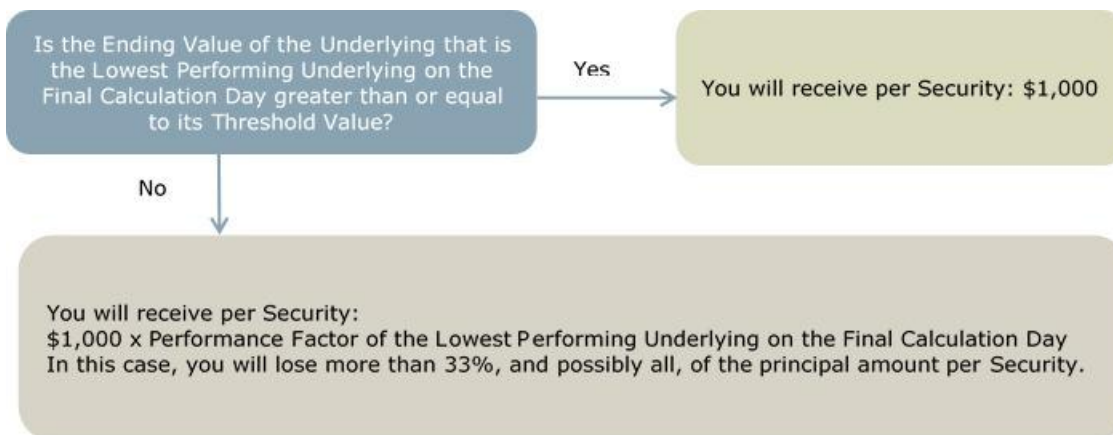 Is the Ending Value of the Underlying that is
the Lowest Performing Underlying on the
Final Calculation Day greater than or equal
to its Threshold Value?
Yes
You will receive per Security: $1,000
No
You will receive per Security:
$1,000 x Performance Factor of the Lowest Performing Underlying on the Final Calculation Day
In this case, you will lose more than 33%, and possibly all, of the principal amount per Security.